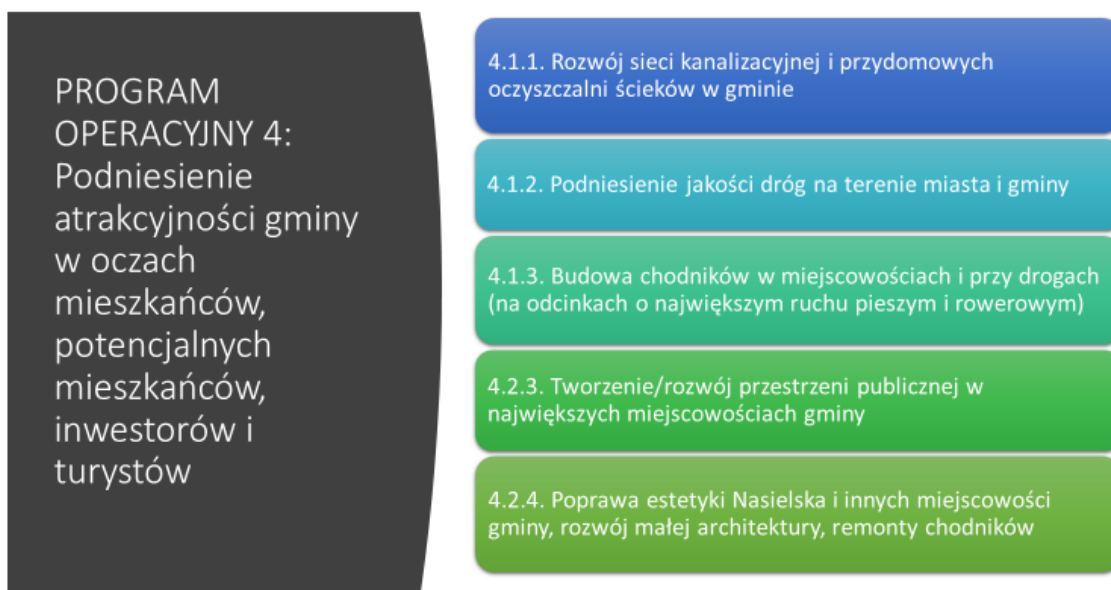 PROGRAM
OPERACYJNY 4:
Podniesienie
atrakcyjności gminy
w oczach
mieszkańców,
potencjalnych
mieszkańców,
inwestorów i
turystów
4.1.1. Rozwój sieci kanalizacyjnej i przydomowych
oczyszczalni ścieków w gminie
4.1.2. Podniesienie jakości dróg na terenie miasta i gminy
4.1.3. Budowa chodników w miejscowościach i przy drogach
(na odcinkach o największym ruchu pieszym i rowerowym)
4.2.3. Tworzenie/rozwój przestrzeni publicznej w
największych miejscowościach gminy
4.2.4. Poprawa estetyki Nasielska i innych miejscowości
gminy, rozwój małej architektury, remonty chodników